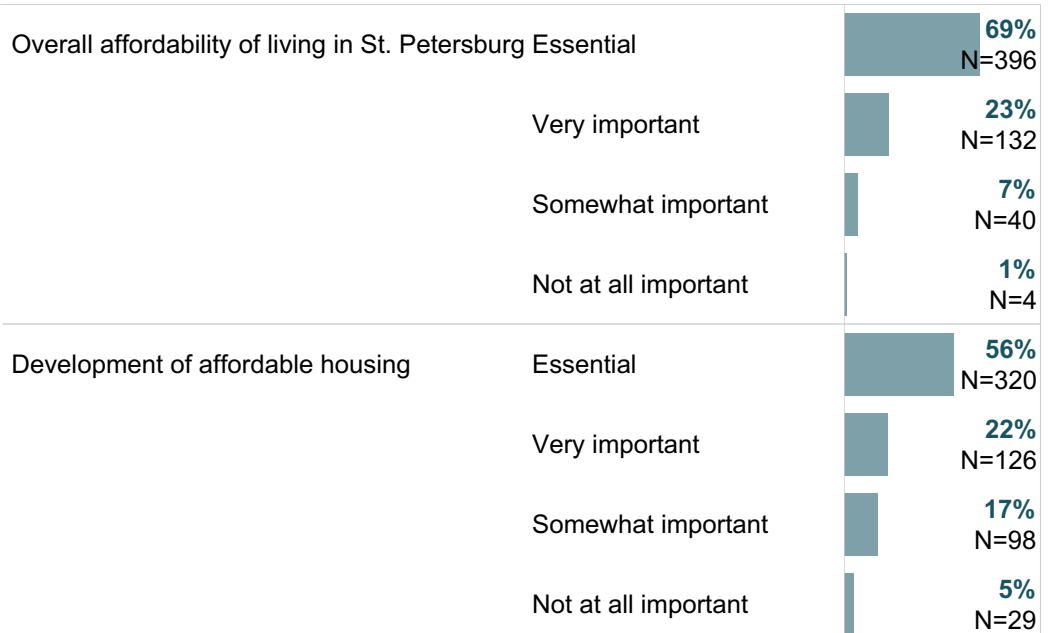 Overall affordability of living in St. Petersburg Essential 69%
N=396
Very important 23%
N=132
Somewhat important 7%
N=40
Not at all important 1%
N=4
Development of affordable housing Essential 56%
N=320
Very important 22%
N=126
Somewhat important 17%
N=98
Not at all important 5%
N=29